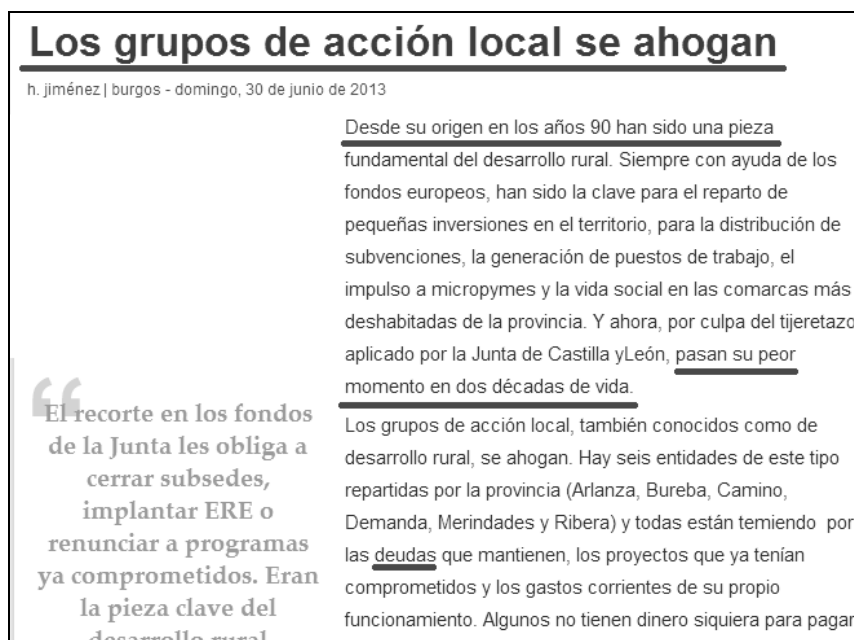 Los grupos de acción local se ahogan
h. jiménez | burgos - domingo, 30 de junio de 2013
Desde su origen en los años 90 han sido una pieza
fundamental del desarrollo rural. Siempre con ayuda de los
fondos europeos, han sido la clave para el reparto de
pequeñas inversiones en el territorio, para la distribución de
subvenciones, la generación de puestos de trabajo, el
impulso a micropymes y la vida social en las comarcas más
deshabitadas de la provincia. Y ahora, por culpa del tijeretazo
aplicado por la Junta de Castilla yLeón, pasan su peor
momento en dos décadas de vida.
Los grupos de acción local, también conocidos como de
desarrollo rural, se ahogan. Hay seis entidades de este tipo
repartidas por la provincia (Arlanza, Bureba, Camino,
Demanda, Merindades y Ribera) y todas están temiendo por
las deudas que mantienen, los proyectos que ya tenían
comprometidos y los gastos corrientes de su propio
funcionamiento. Algunos no tienen dinero siquiera para pagar
“
El recorte en los fondos
de la Junta les obliga a
cerrar subsedes,
implantar ERE o
renunciar a programas
ya comprometidos. Eran
la pieza clave del
desarrollo rural